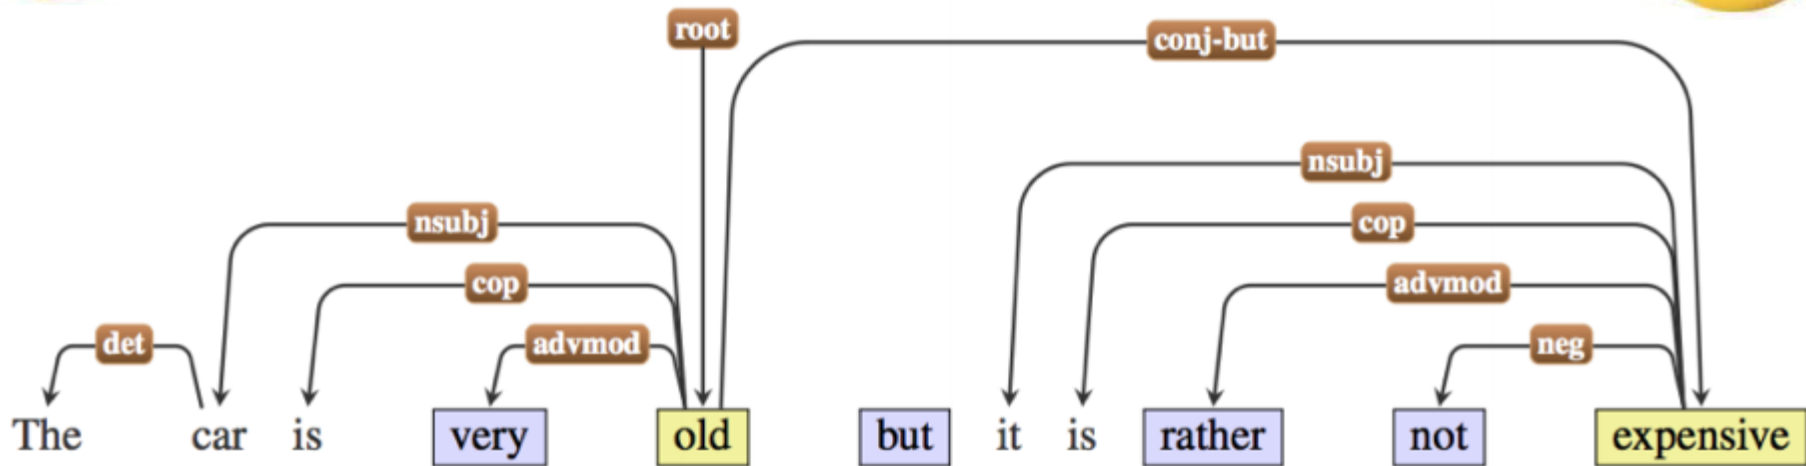 root
conj-but
nsubj
nsubj
cop
cop
advmod
det
advmod
neg
The car is very old but it is rather not expensive